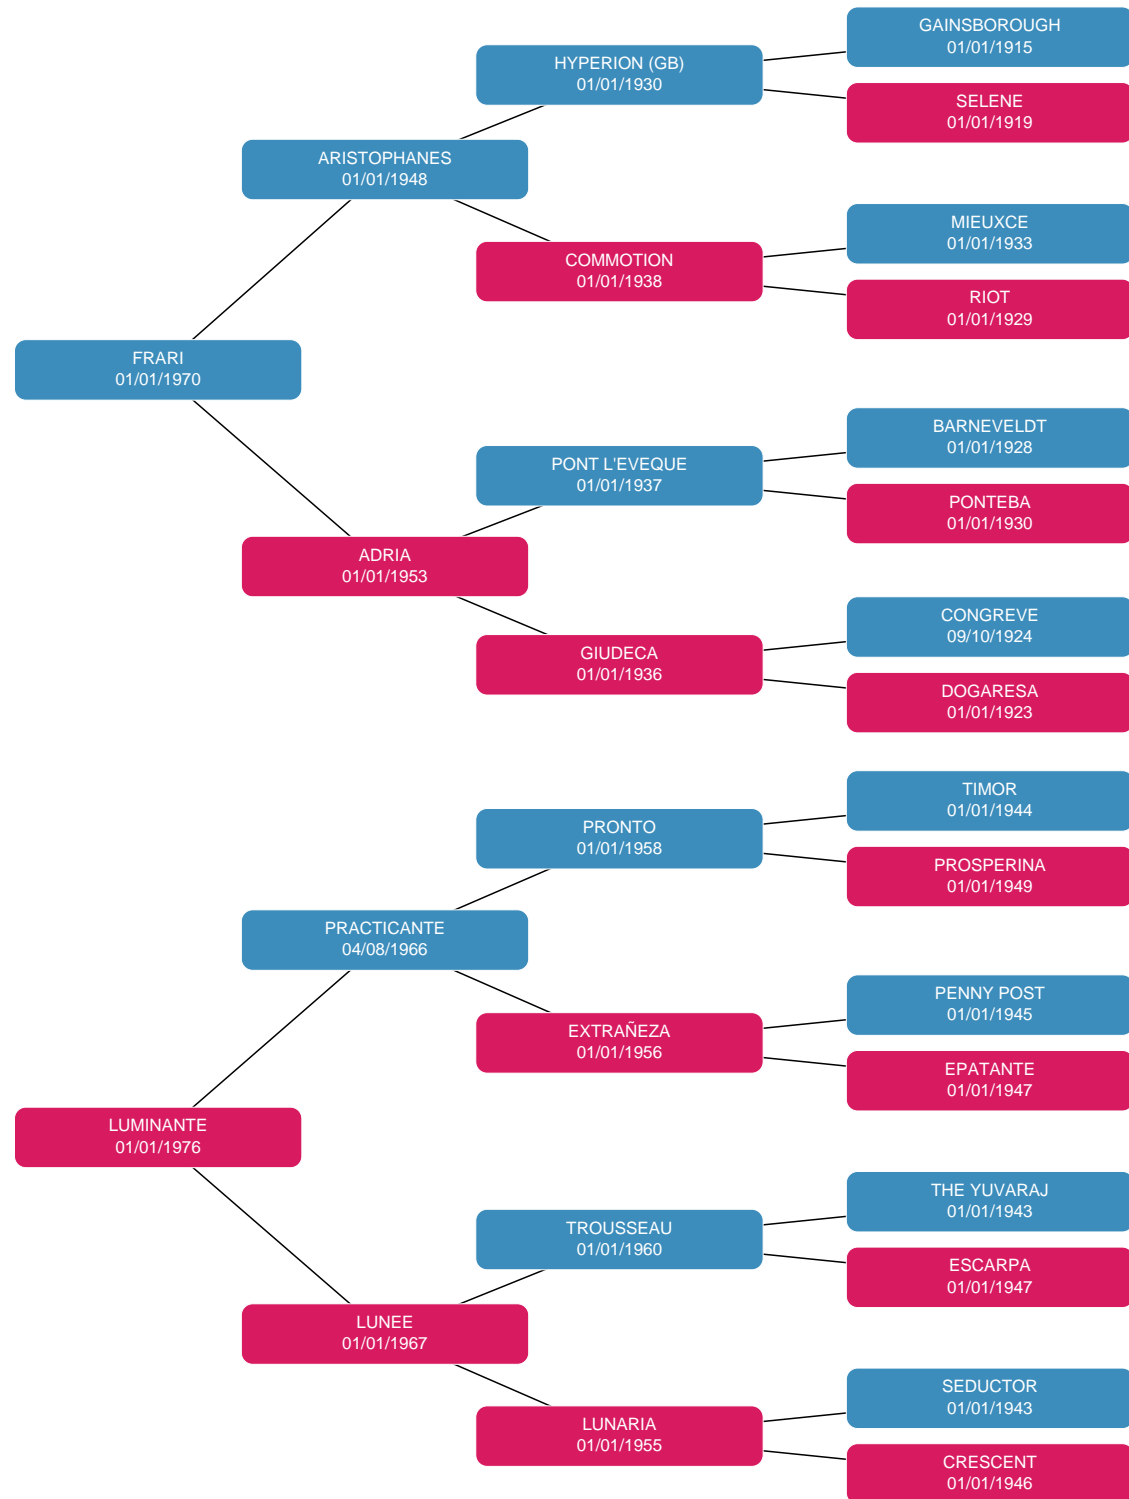 GAINSBOROUGH
01/01/1915
HYPERION (GB)
01/01/1930
SELENE
01/01/1919
ARISTOPHANES
01/01/1948
MIEUXCE
01/01/1933
COMMOTION
01/01/1938
RIOT
01/01/1929
FRARI
01/01/1970
BARNEVELDT
01/01/1928
PONT L'EVEQUE
01/01/1937
PONTEBA
01/01/1930
ADRIA
01/01/1953
CONGREVE
09/10/1924
GIUDECA
01/01/1936
DOGARESA
01/01/1923
TIMOR
01/01/1944
PRONTO
01/01/1958
PROSPERINA
01/01/1949
PRACTICANTE
04/08/1966
PENNY POST
01/01/1945
EXTRAÑEZA
01/01/1956
EPATANTE
01/01/1947
LUMINANTE
01/01/1976
THE YUVARAJ
01/01/1943
TROUSSEAU
01/01/1960
ESCARPA
01/01/1947
LUNEE
01/01/1967
SEDUCTOR
01/01/1943
LUNARIA
01/01/1955
CRESCENT
01/01/1946